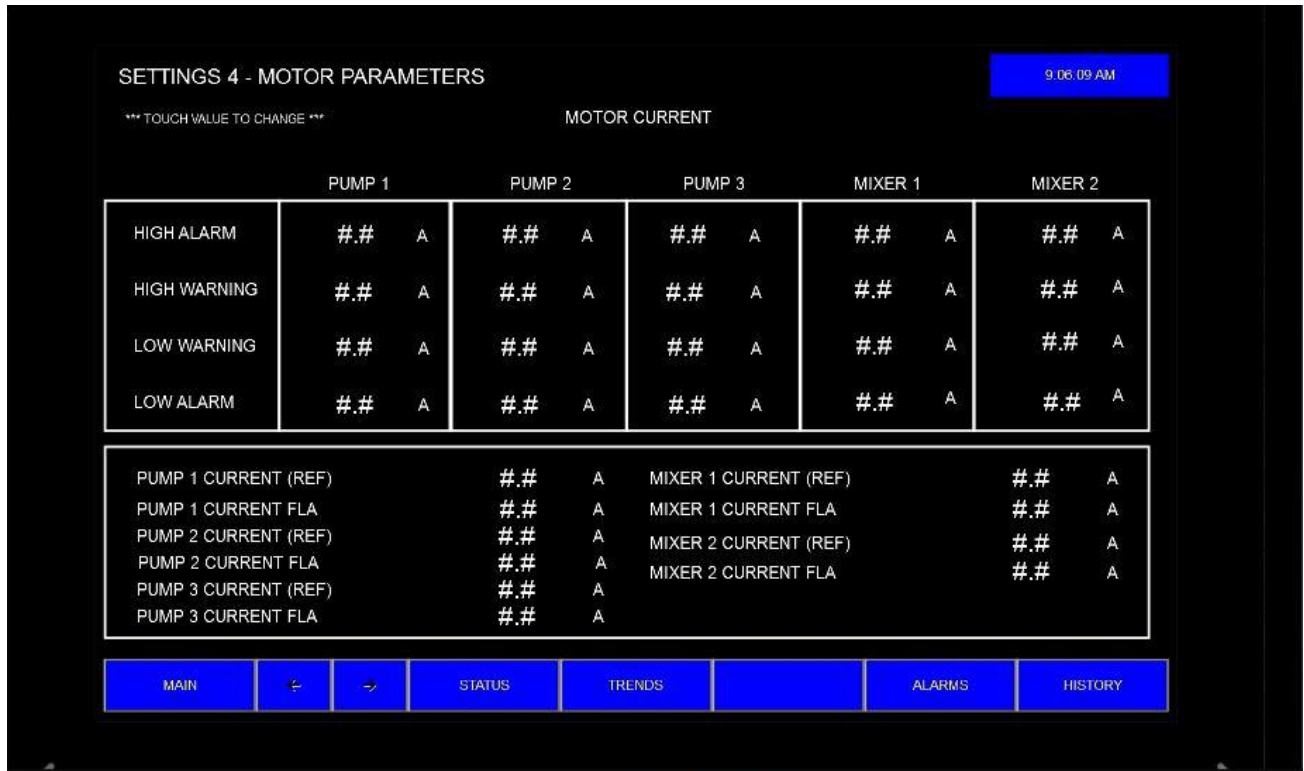 SETTINGS 4 - MOTOR PARAMETERS 9:06:09 AM
*** TOUCH VALUE TO CHANGE *** MOTOR CURRENT
PUMP 1 PUMP 2 PUMP 3 MIXER 1 MIXER 2
HIGH ALARM #.# A #.# A #.# A #.# A #.# A
HIGH WARNING #.# A #.# A #.# A #.# A #.# A
LOW WARNING #.# A #.# A #.# A #.# A #.# A
LOW ALARM #.# A #.# A #.# A #.# A #.# A
PUMP 1 CURRENT (REF) #.# A MIXER 1 CURRENT (REF) #.# A
PUMP 1 CURRENT FLA #.# A MIXER 1 CURRENT FLA #.# A
PUMP 2 CURRENT (REF) #.# A MIXER 2 CURRENT (REF) #.# A
PUMP 2 CURRENT FLA #.# A MIXER 2 CURRENT FLA #.# A
PUMP 3 CURRENT (REF) #.# A
PUMP 3 CURRENT FLA #.# A
MAIN ← → STATUS TRENDS ALARMS HISTORY